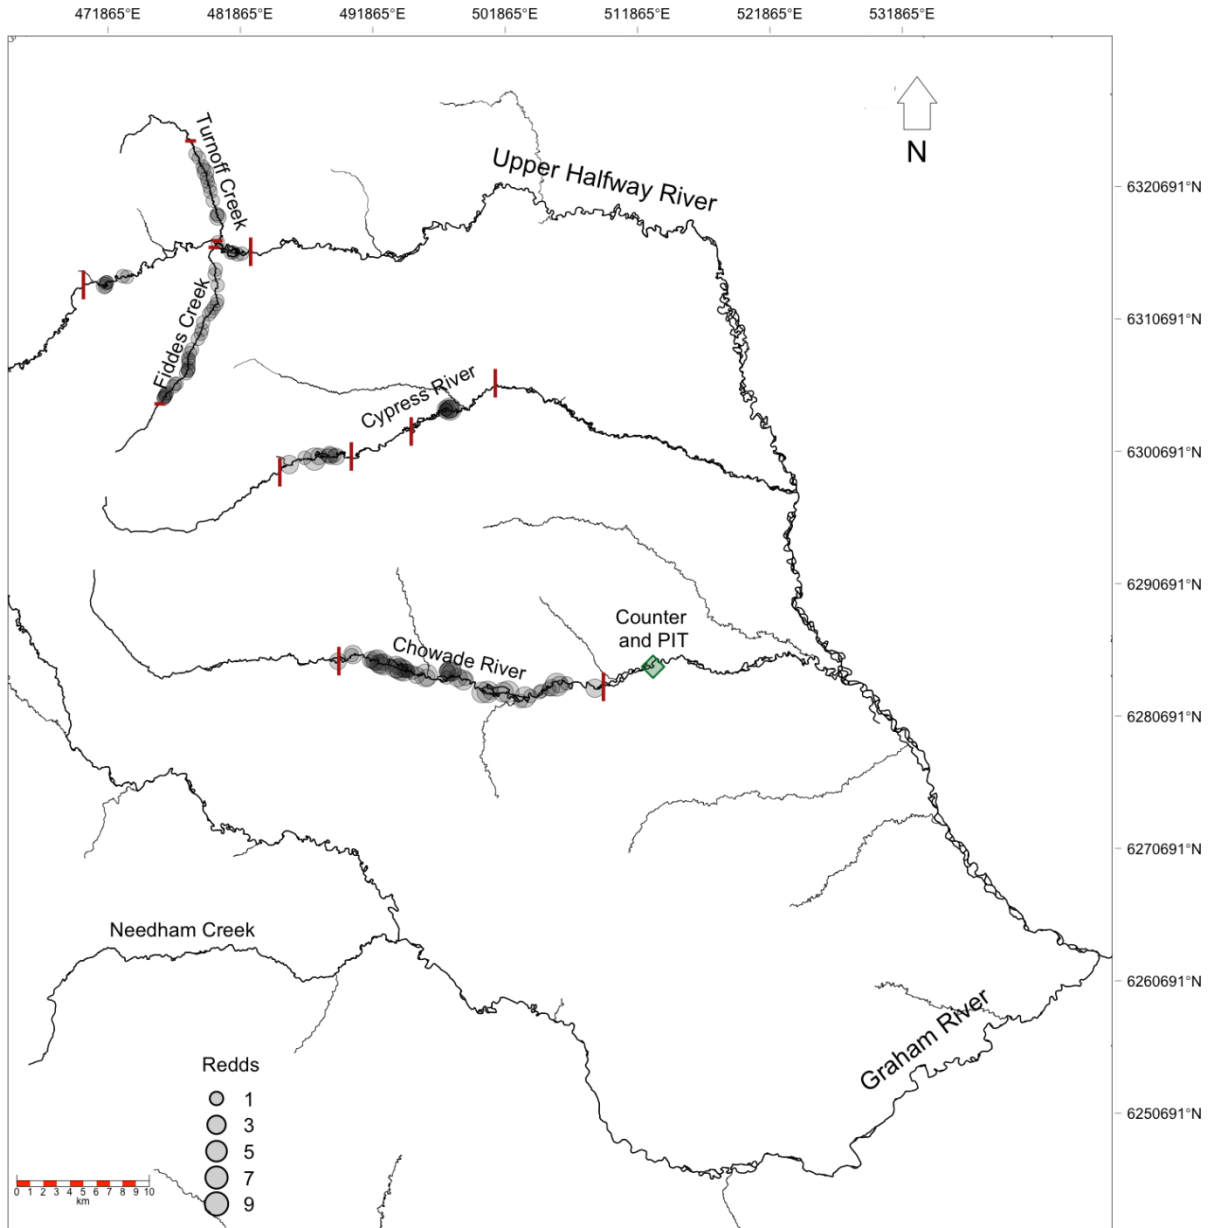 471865°E 481865°E 491865°E 501865°E 511865°E 521865°E 531865°E
N
Turnoff Creek
Upper Halfway River
6320691°N
Fiddes Creek
6310691°N
Cypress River
6300691°N
6290691°N
Counter
and PIT
Chowade River
6280691°N
6270691°N
Needham Creek
6260691°N
Graham River
Redds
1
3
5
7
9
6250691°N
0 1 2 3 4 5 6 7 8 9 10
km